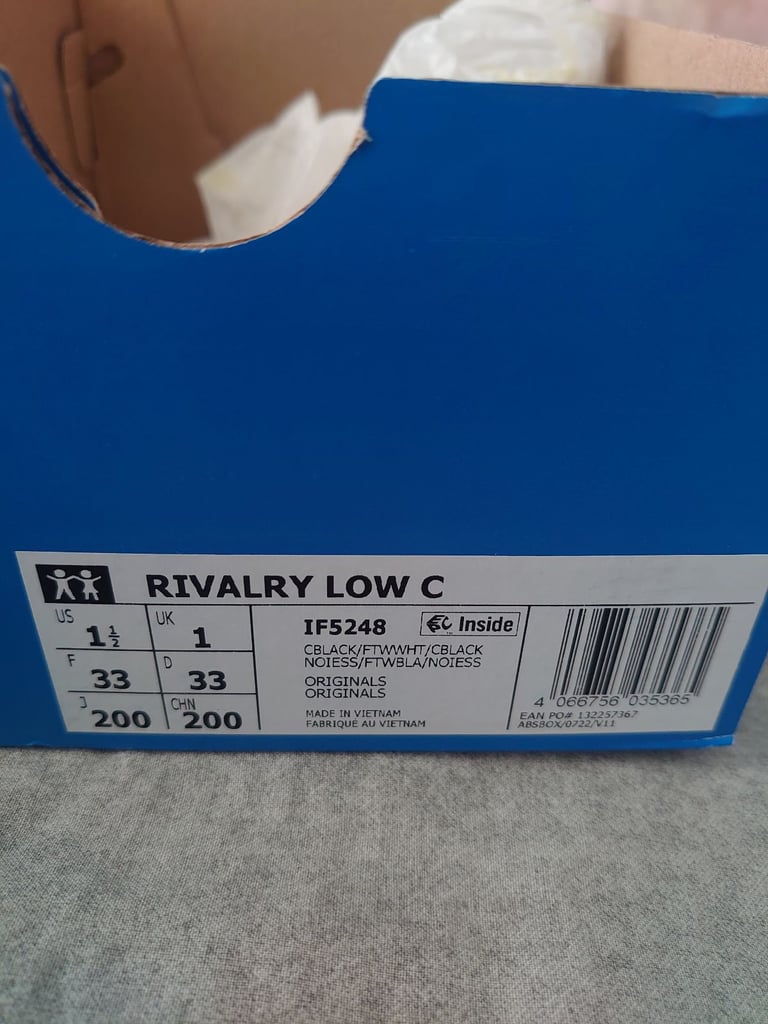 RIVALRY LOW C
US 1½
UK 1
F 33
D 33
J 200
CHN 200
IF5248
Inside
CBLACK/FTWWHT/CBLACK
NOIESS/FTWBLA/NOIESS
ORIGINALS
ORIGINALS
MADE IN VIETNAM
FABRIQUÉ AU VIETNAM
4 066756 035365
EAN PO# 132257367
ABSBOX/0722/V11